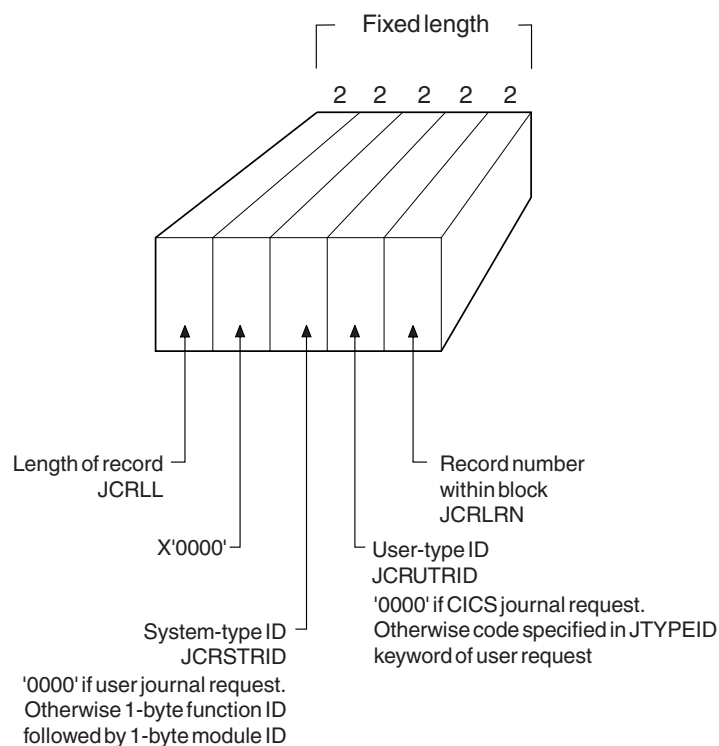 Fixed length
2 2 2 2 2
Length of record
JCRLL
Record number
within block
JCRLRN
X'0000'
User-type ID
JCRUTRID
'0000' if CICS journal request.
Otherwise code specified in JTYPEID
keyword of user request
System-type ID
JCRSTRID
'0000' if user journal request.
Otherwise 1-byte function ID
followed by 1-byte module ID